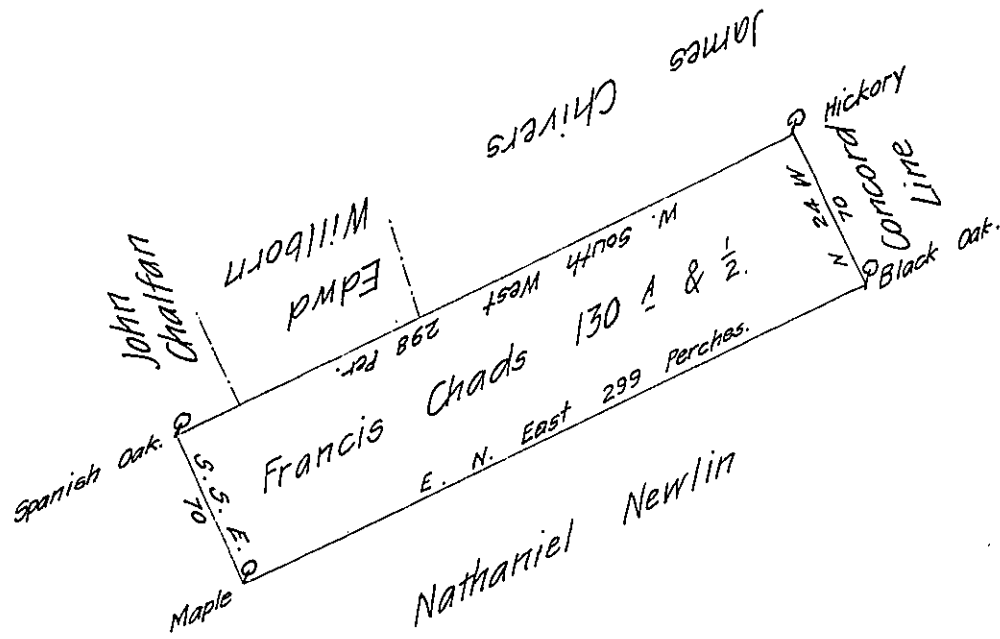 James Chivers
Hickory
Concord
Line
N 24 W
70
Black Oak.
Edwd
Willborn
John
Chalfan
W. South West 298 Per.
Francis Chads 130 A & 1/2.
Spanish Oak.
S. S. E.
70
E. N. East 299 Perches.
Maple
Nathaniel Newlin